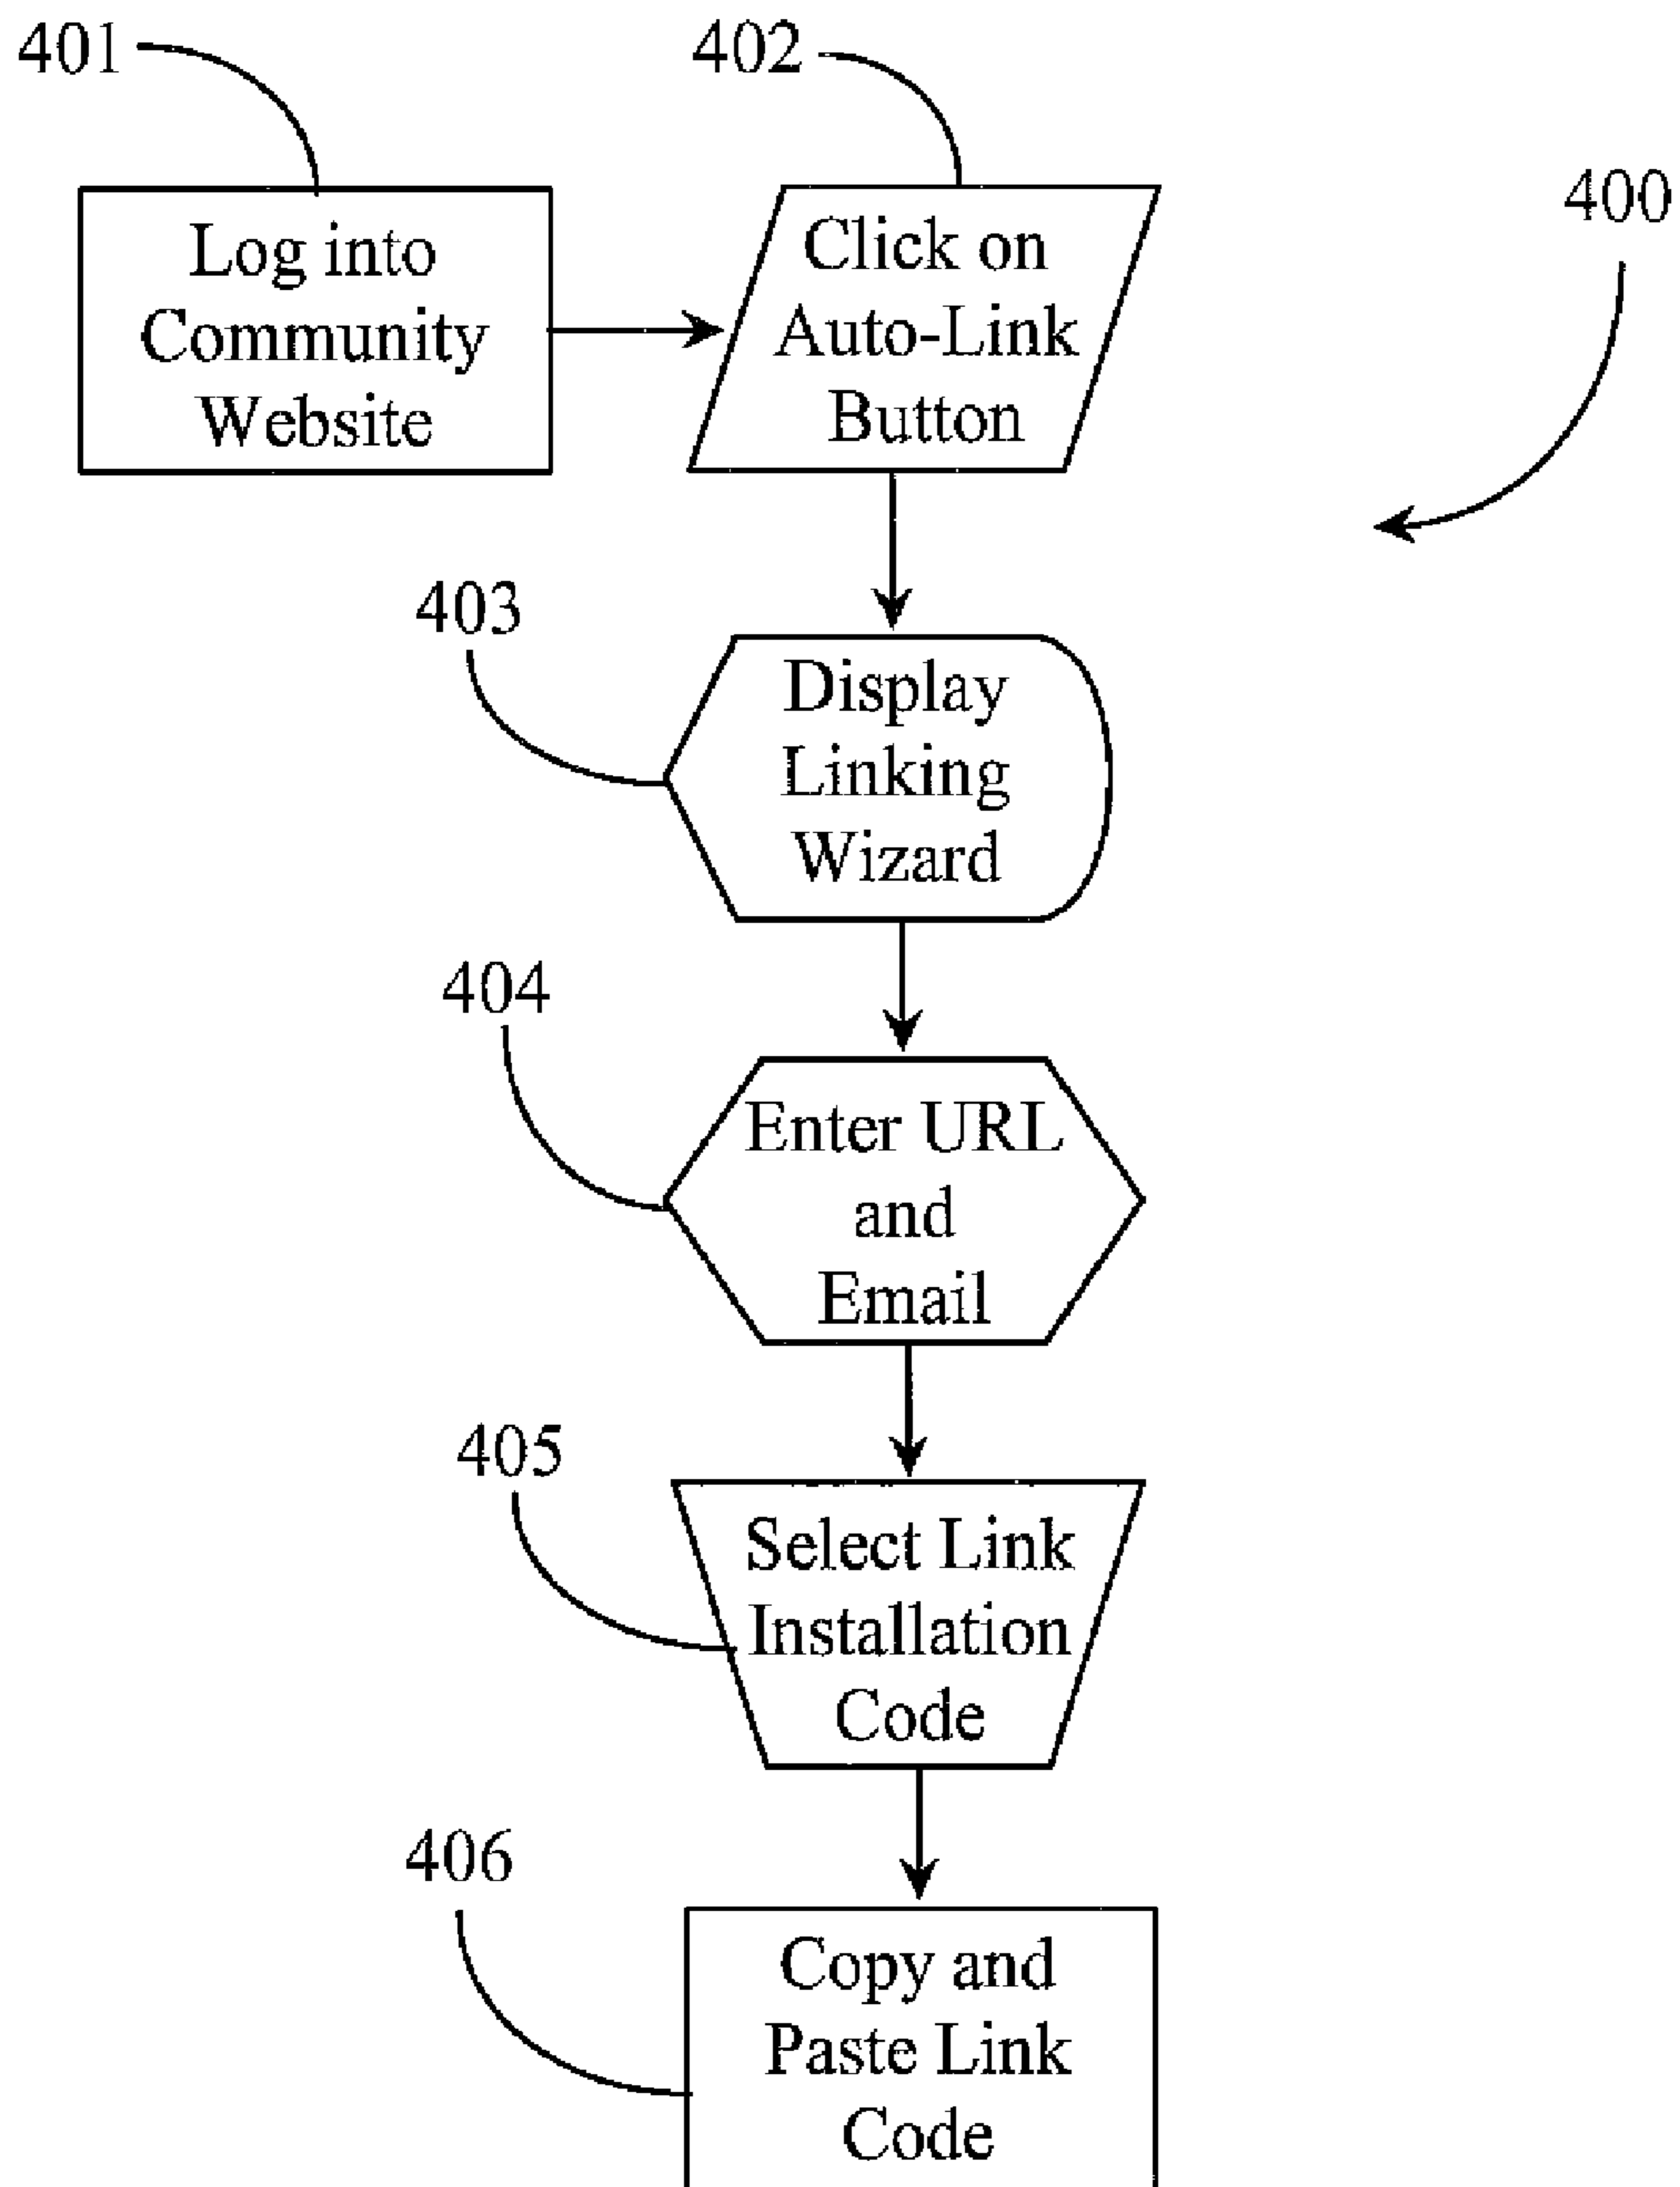 401
402
400
Log into
Community
Website
Click on
Auto-Link
Button
403
Display
Linking
Wizard
404
Enter URL
and
Email
405
Select Link
Installation
Code
406
Copy and
Paste Link
Code